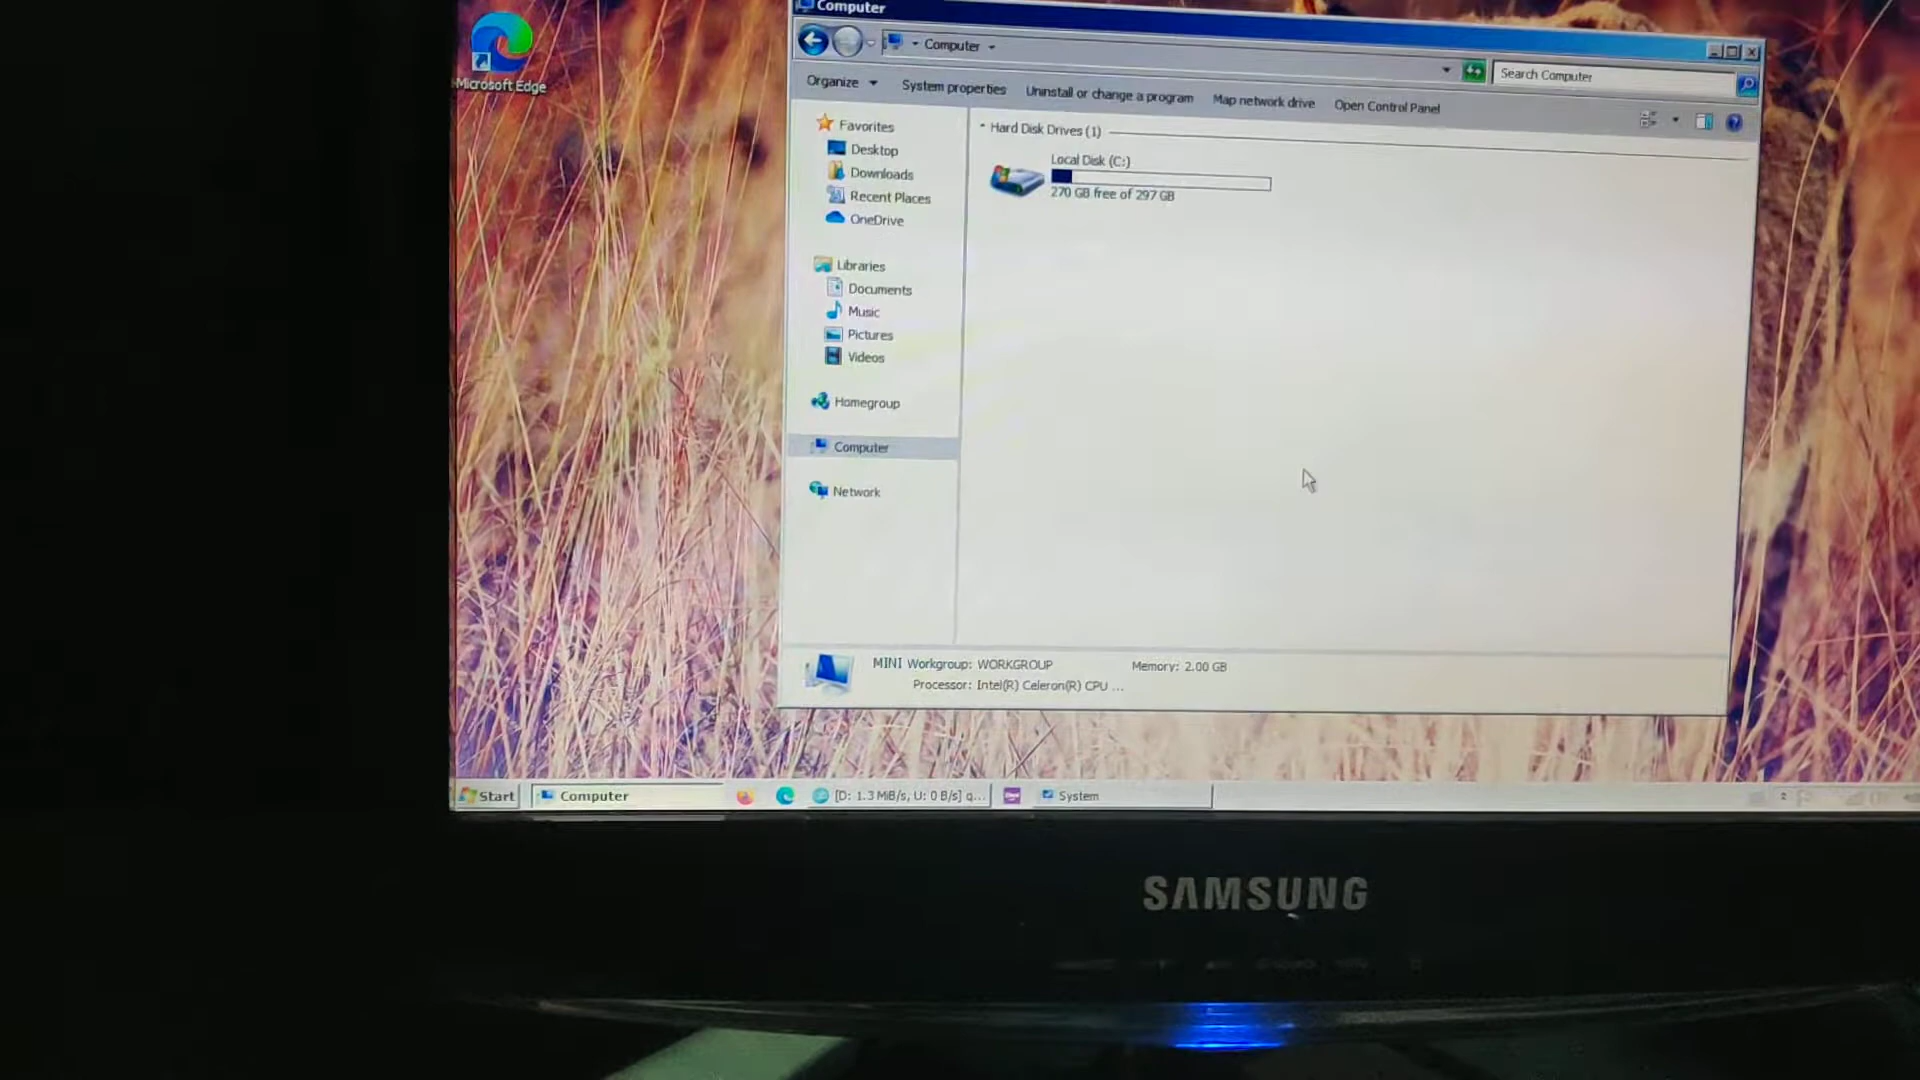 Microsoft Edge
Computer
Computer
Search Computer
Organize
System properties
Uninstall or change a program
Map network drive
Open Control Panel
Favorites
Desktop
Downloads
Recent Places
OneDrive
Libraries
Documents
Music
Pictures
Videos
Homegroup
Computer
Network
Hard Disk Drives (1)
Local Disk (C:)
270 GB free of 297 GB
MINI Workgroup: WORKGROUP
Memory: 2.00 GB
Processor: Intel(R) Celeron(R) CPU ...
Start
Computer
[D: 1.3 MiB/s, U: 0 B/s] q...
System
SAMSUNG